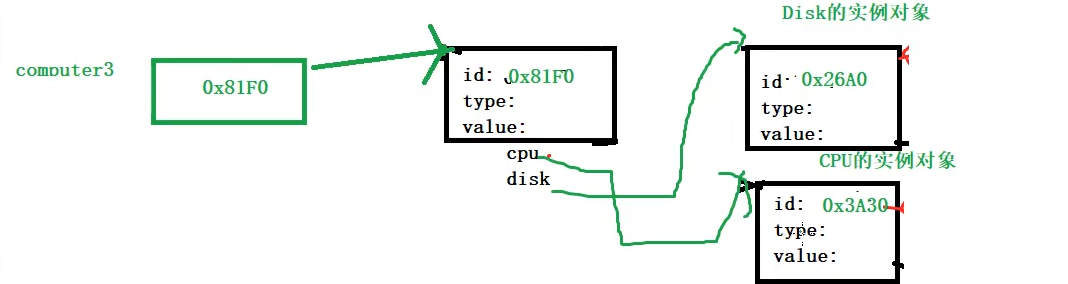 computer3
0x81F0
id: 0x81F0
type:
value:
cpu
disk
Disk的实例对象
id 0x26A0
type:
value:
CPU的实例对象
id: 0x3A30
type:
value: